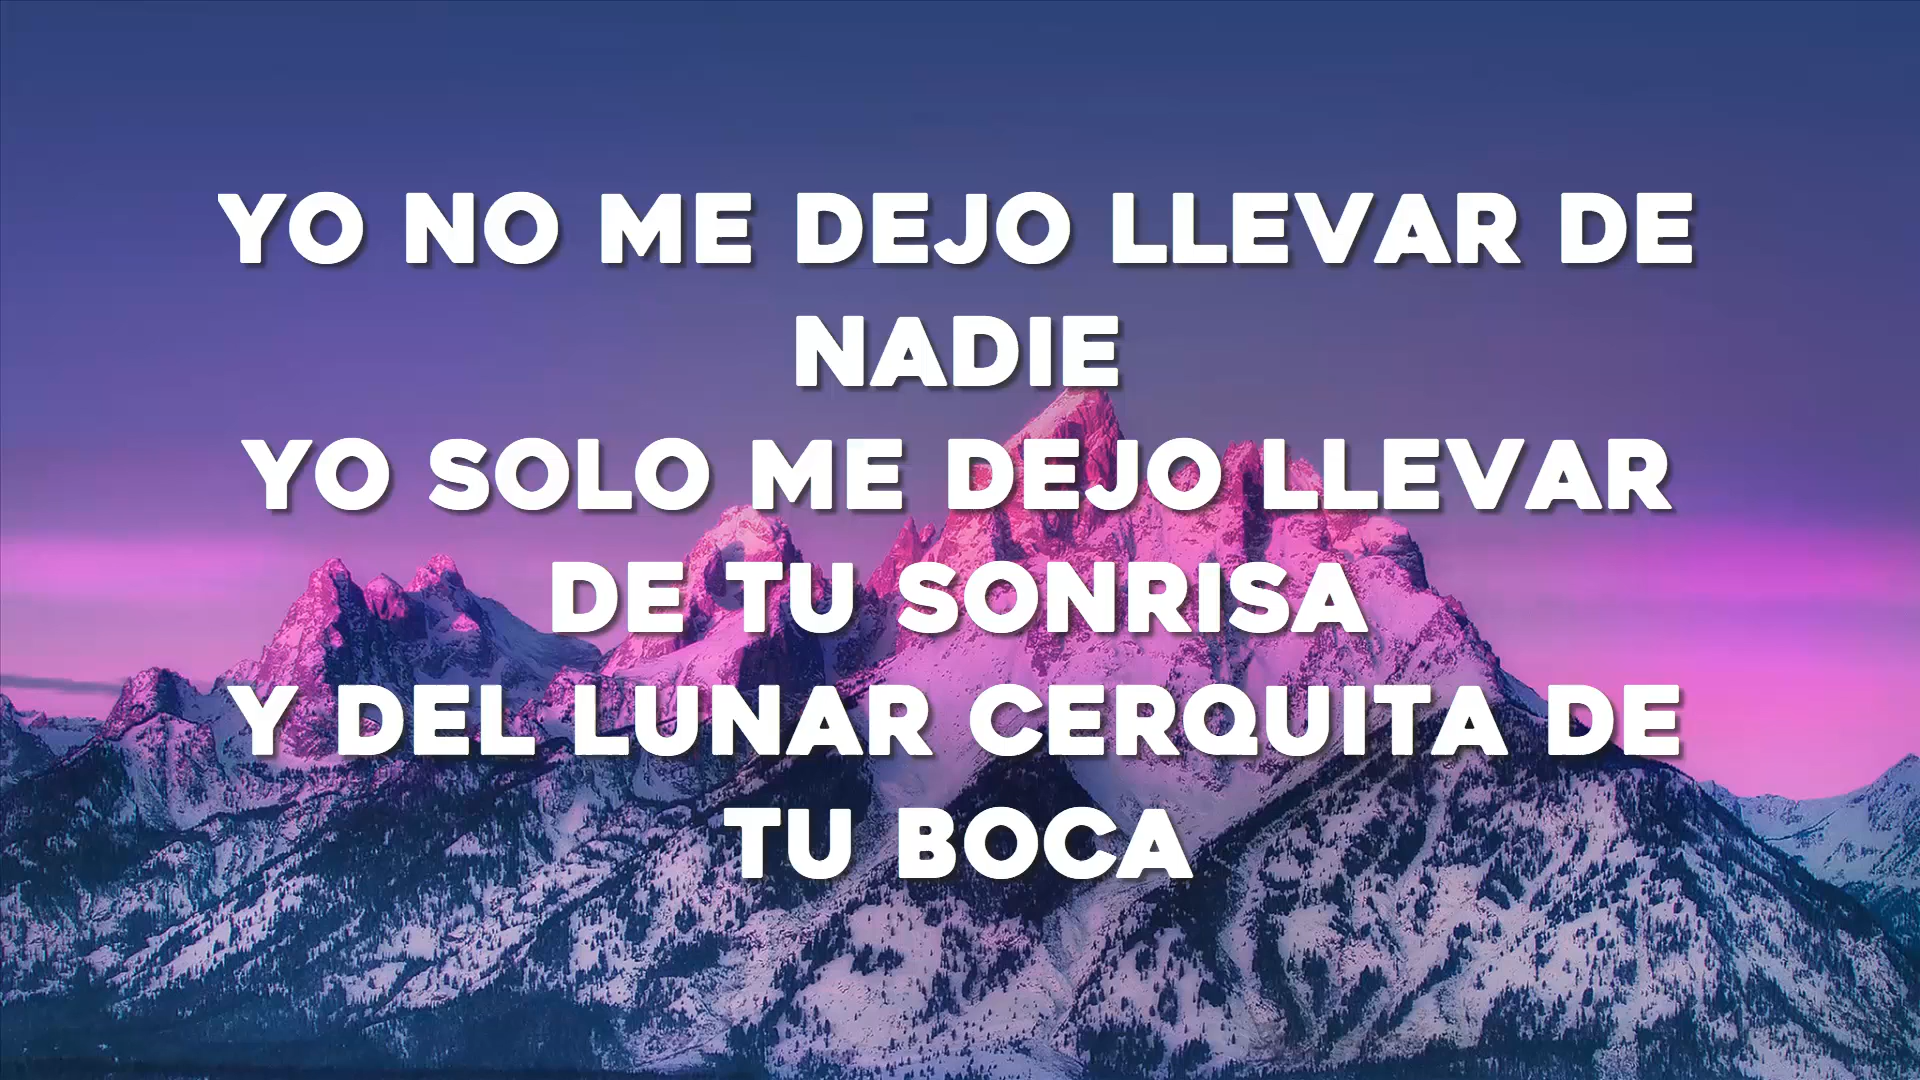 YO NO ME DEJO LLEVAR DE
NADIE
YO SOLO ME DEJO LLEVAR
DE TU SONRISA
Y DEL LUNAR CERQUITA DE
TU BOCA